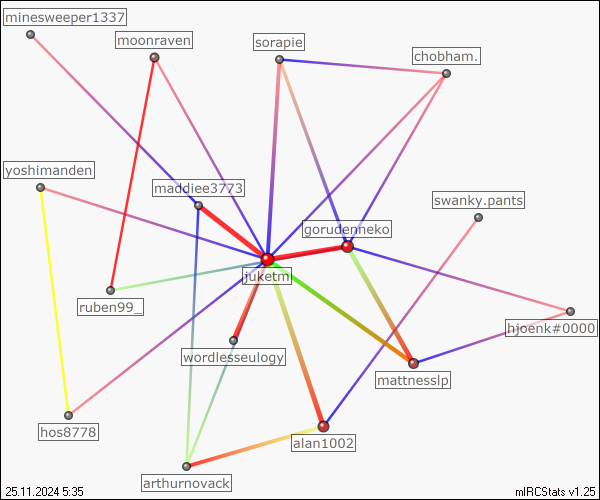 minesweeper1337
moonraven
sorapie
chobham.
yoshimanden
maddiee3773
swanky.pants
gorudenneko
juketml
ruben99_
hjoenk#0000
wordlesseulogy
mattnesslp
hos8778
alan1002
arthurnovack
25.11.2024 5:35
mIRCStats v1.25